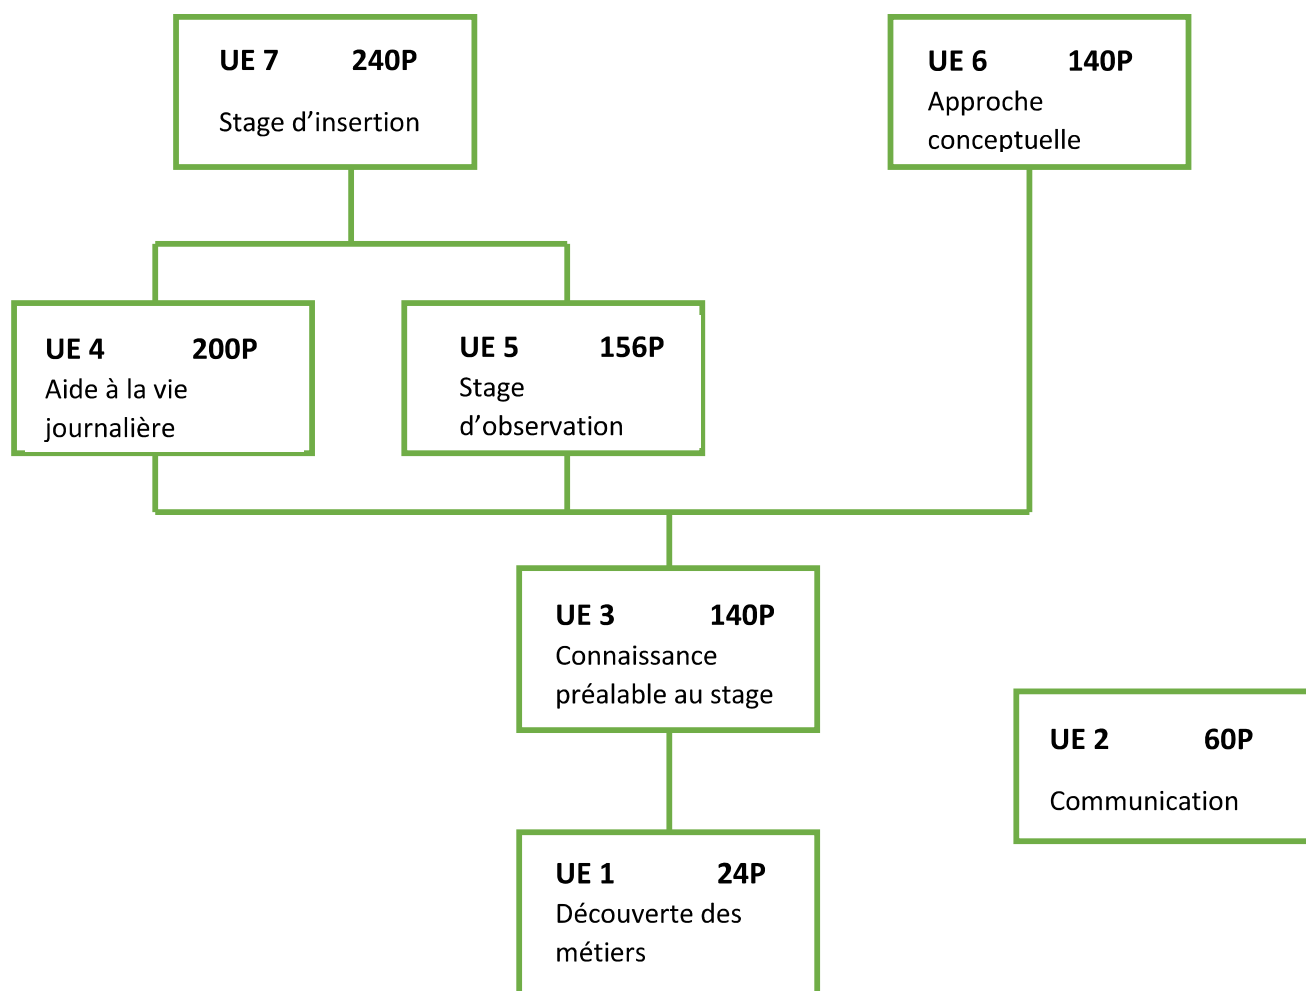 UE 7 240P
Stage d’insertion
UE 6 140P
Approche
conceptuelle
UE 4 200P
Aide à la vie
journalière
UE 5 156P
Stage
d’observation
UE 3 140P
Connaissance
préalable au stage
UE 2 60P
Communication
UE 1 24P
Découverte des
métiers